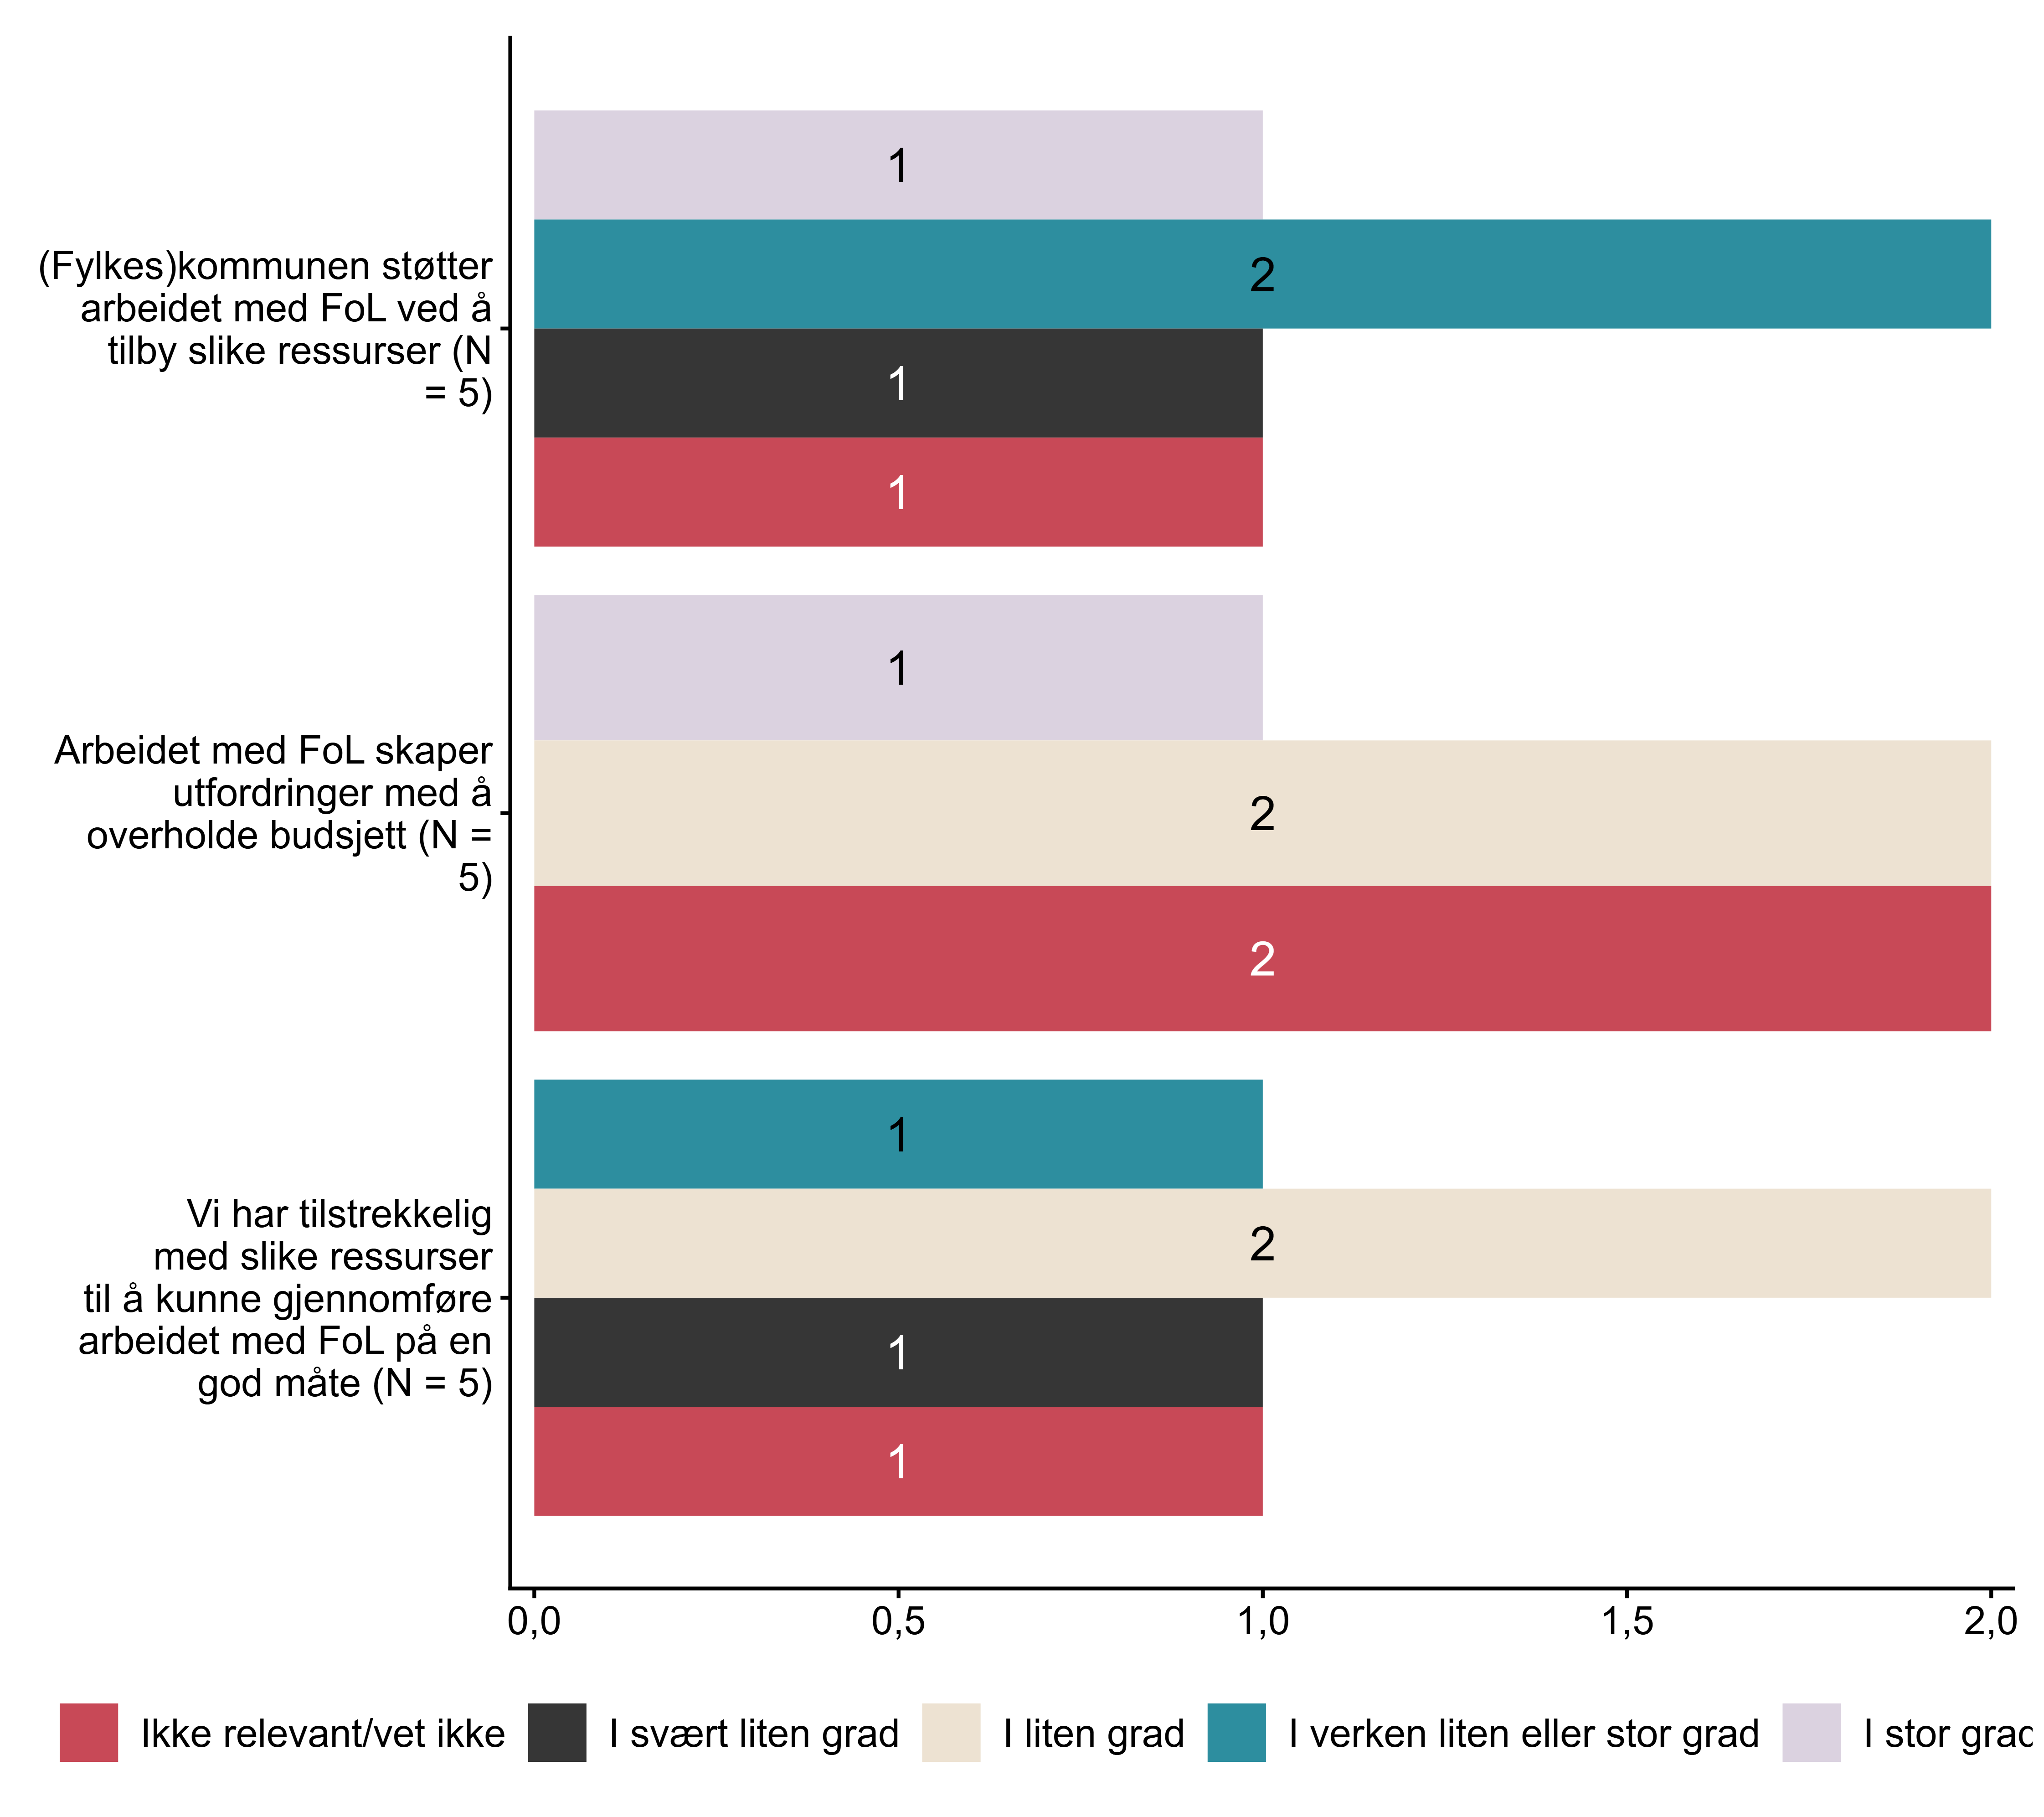 (Fylkes)kommunen støtter
arbeidet med FoL ved å
tilby slike ressurser (N
= 5)
1
2
1
1
Arbeidet med FoL skaper
utfordringer med å
overholde budsjett (N =
5)
1
2
2
Vi har tilstrekkelig
med slike ressurser
til å kunne gjennomføre
arbeidet med FoL på en
god måte (N = 5)
1
2
1
1
0,0 0,5 1,0 1,5 2,0
Ikke relevant/vet ikke I svært liten grad I liten grad I verken liten eller stor grad I stor grad